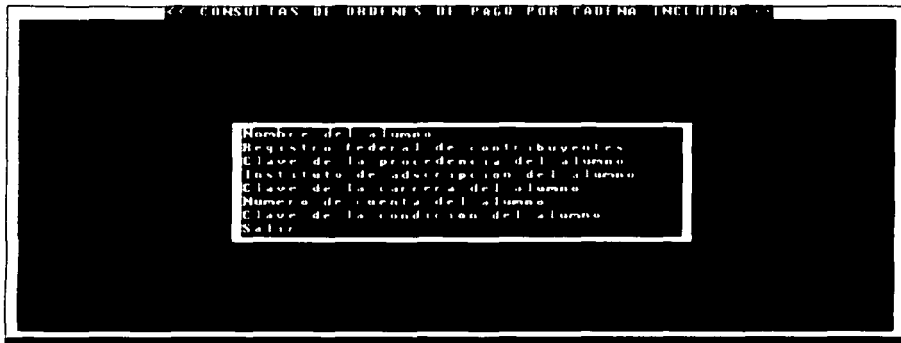 << CONSULTAS DE ORDENES DE PAGO POR CADENA INCLUIDA >>
Nombre del alumno
Registro federal de contribuyentes
Clave de la procedencia del alumno
Instituto de adscripcion del alumno
Clave de la carrera del alumno
Numero de cuenta del alumno
Clave de la condicion del alumno
Salir